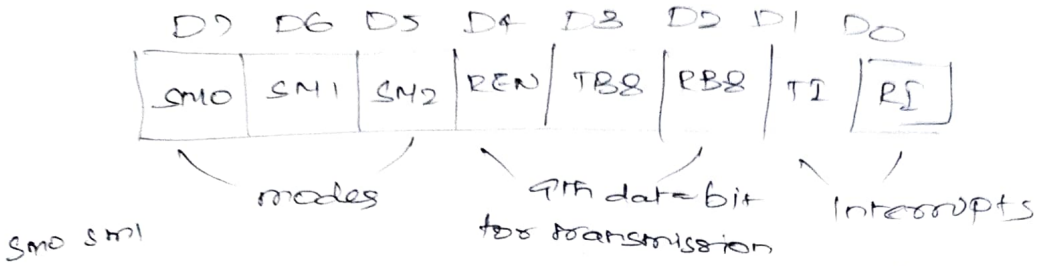 D7 D6 D5 D4 D3 D2 D1 D0
SM0 SM1 SM2 REN TB8 RB8 TI RI
modes 9th data bit Interrupts
for transmission
SM0 SM1